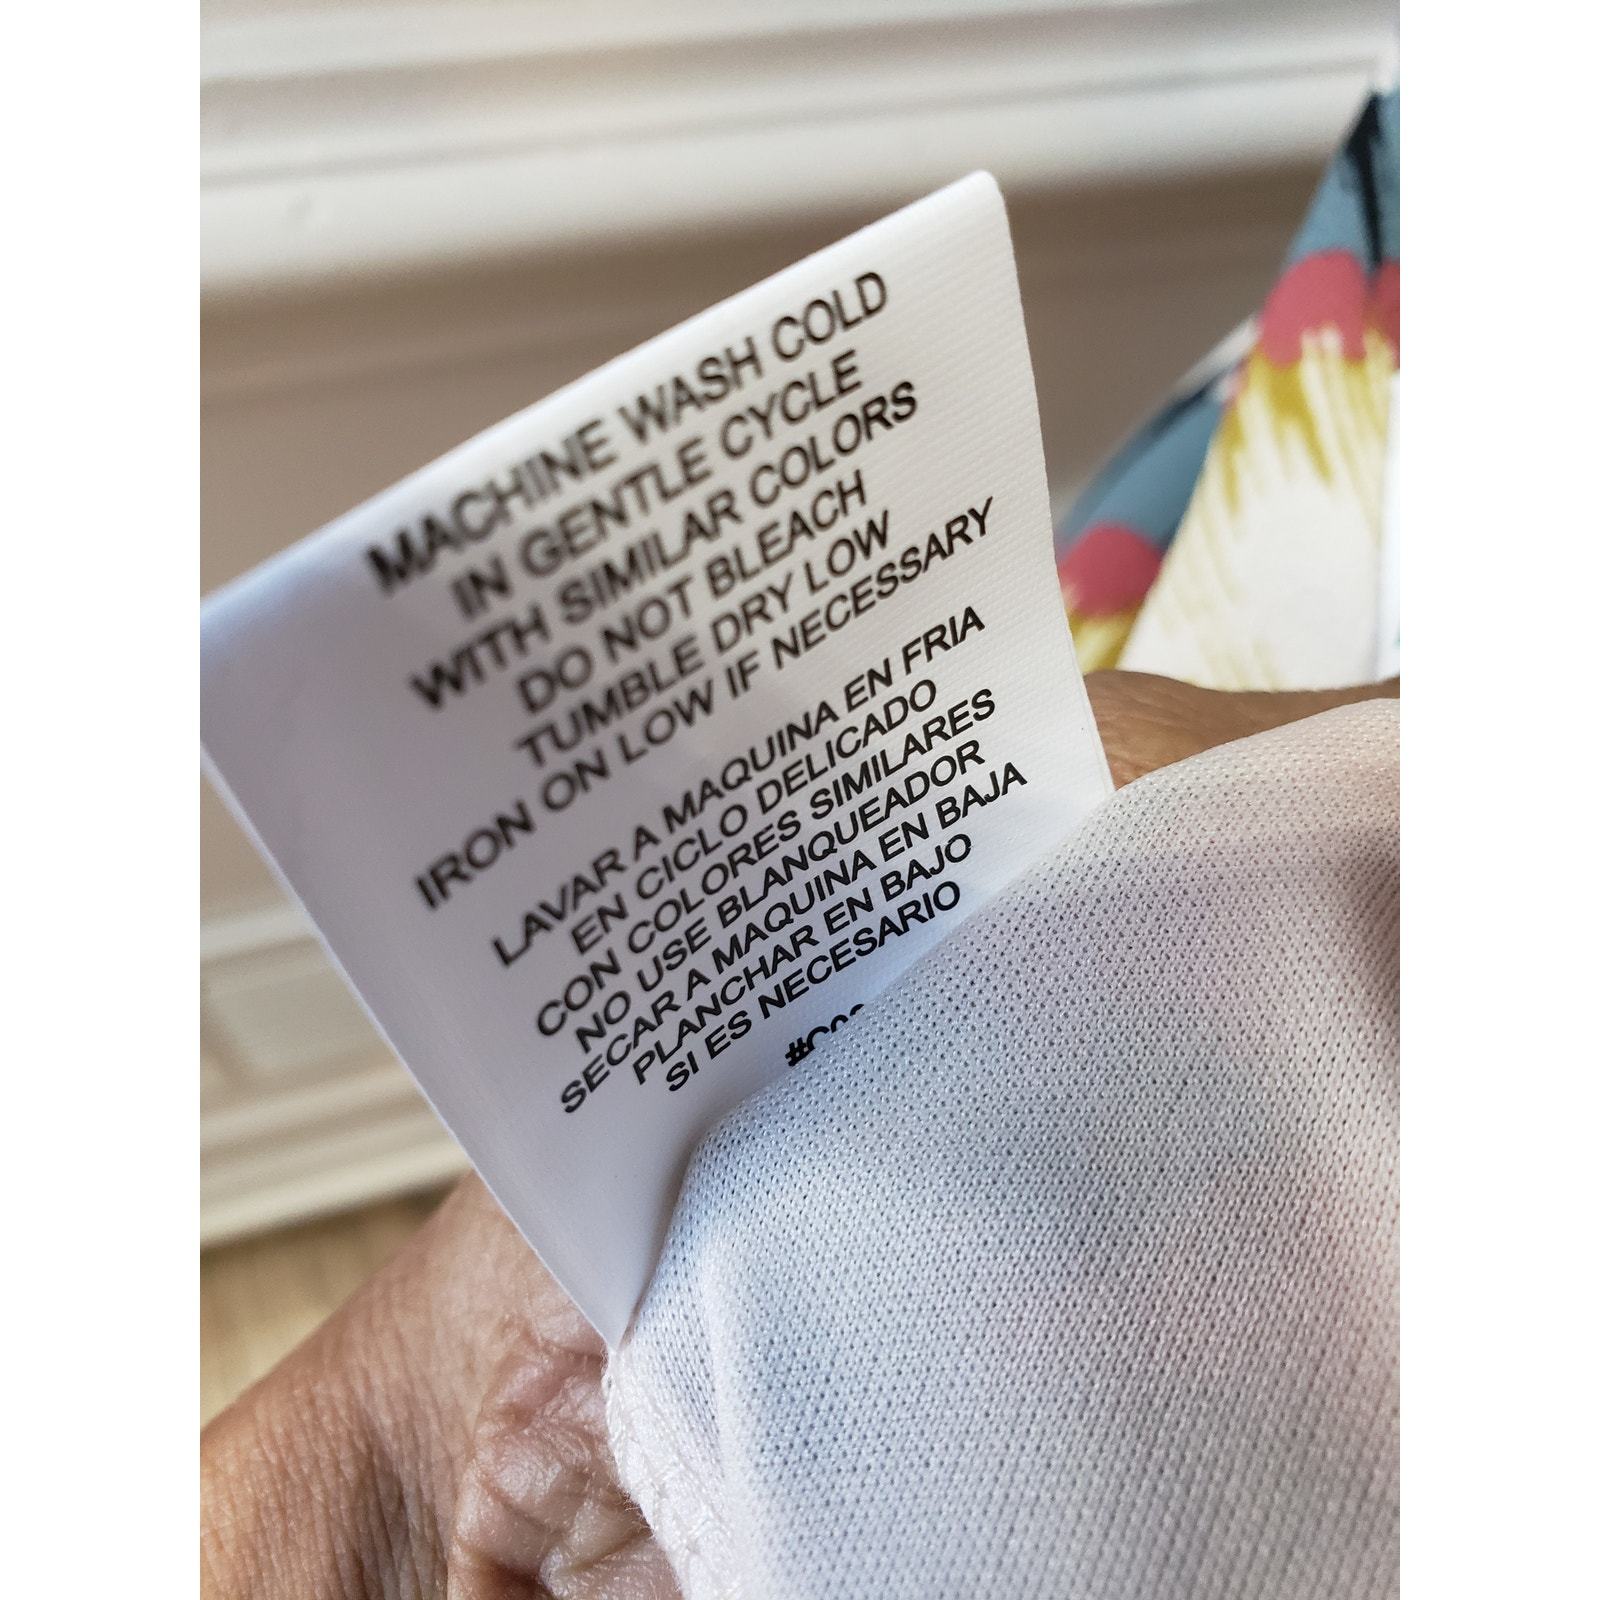 MACHINE WASH COLD
IN GENTLE CYCLE
WITH SIMILAR COLORS
DO NOT BLEACH
TUMBLE DRY LOW
IRON ON LOW IF NECESSARY
LAVAR A MAQUINA EN FRIA
EN CICLO DELICADO
CON COLORES SIMILARES
NO USE BLANQUEADOR
SECAR A MAQUINA EN BAJA
PLANCHAR EN BAJO
SI ES NECESARIO